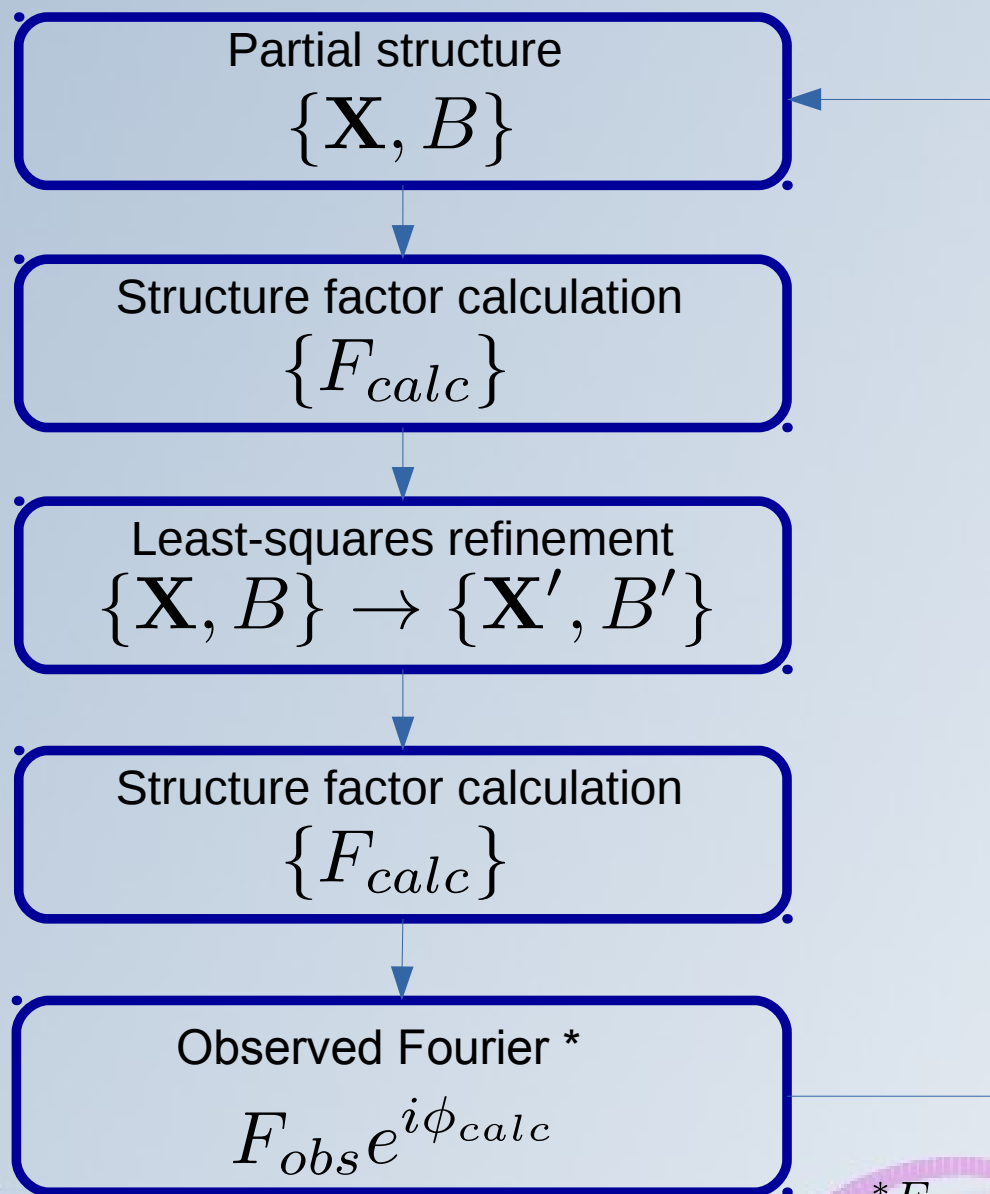 Partial structure
{X, B}
Structure factor calculation
{F_calc}
Least-squares refinement
{X, B} → {X′, B′}
Structure factor calculation
{F_calc}
Observed Fourier *
F_obs e^{iϕ_calc}
* F